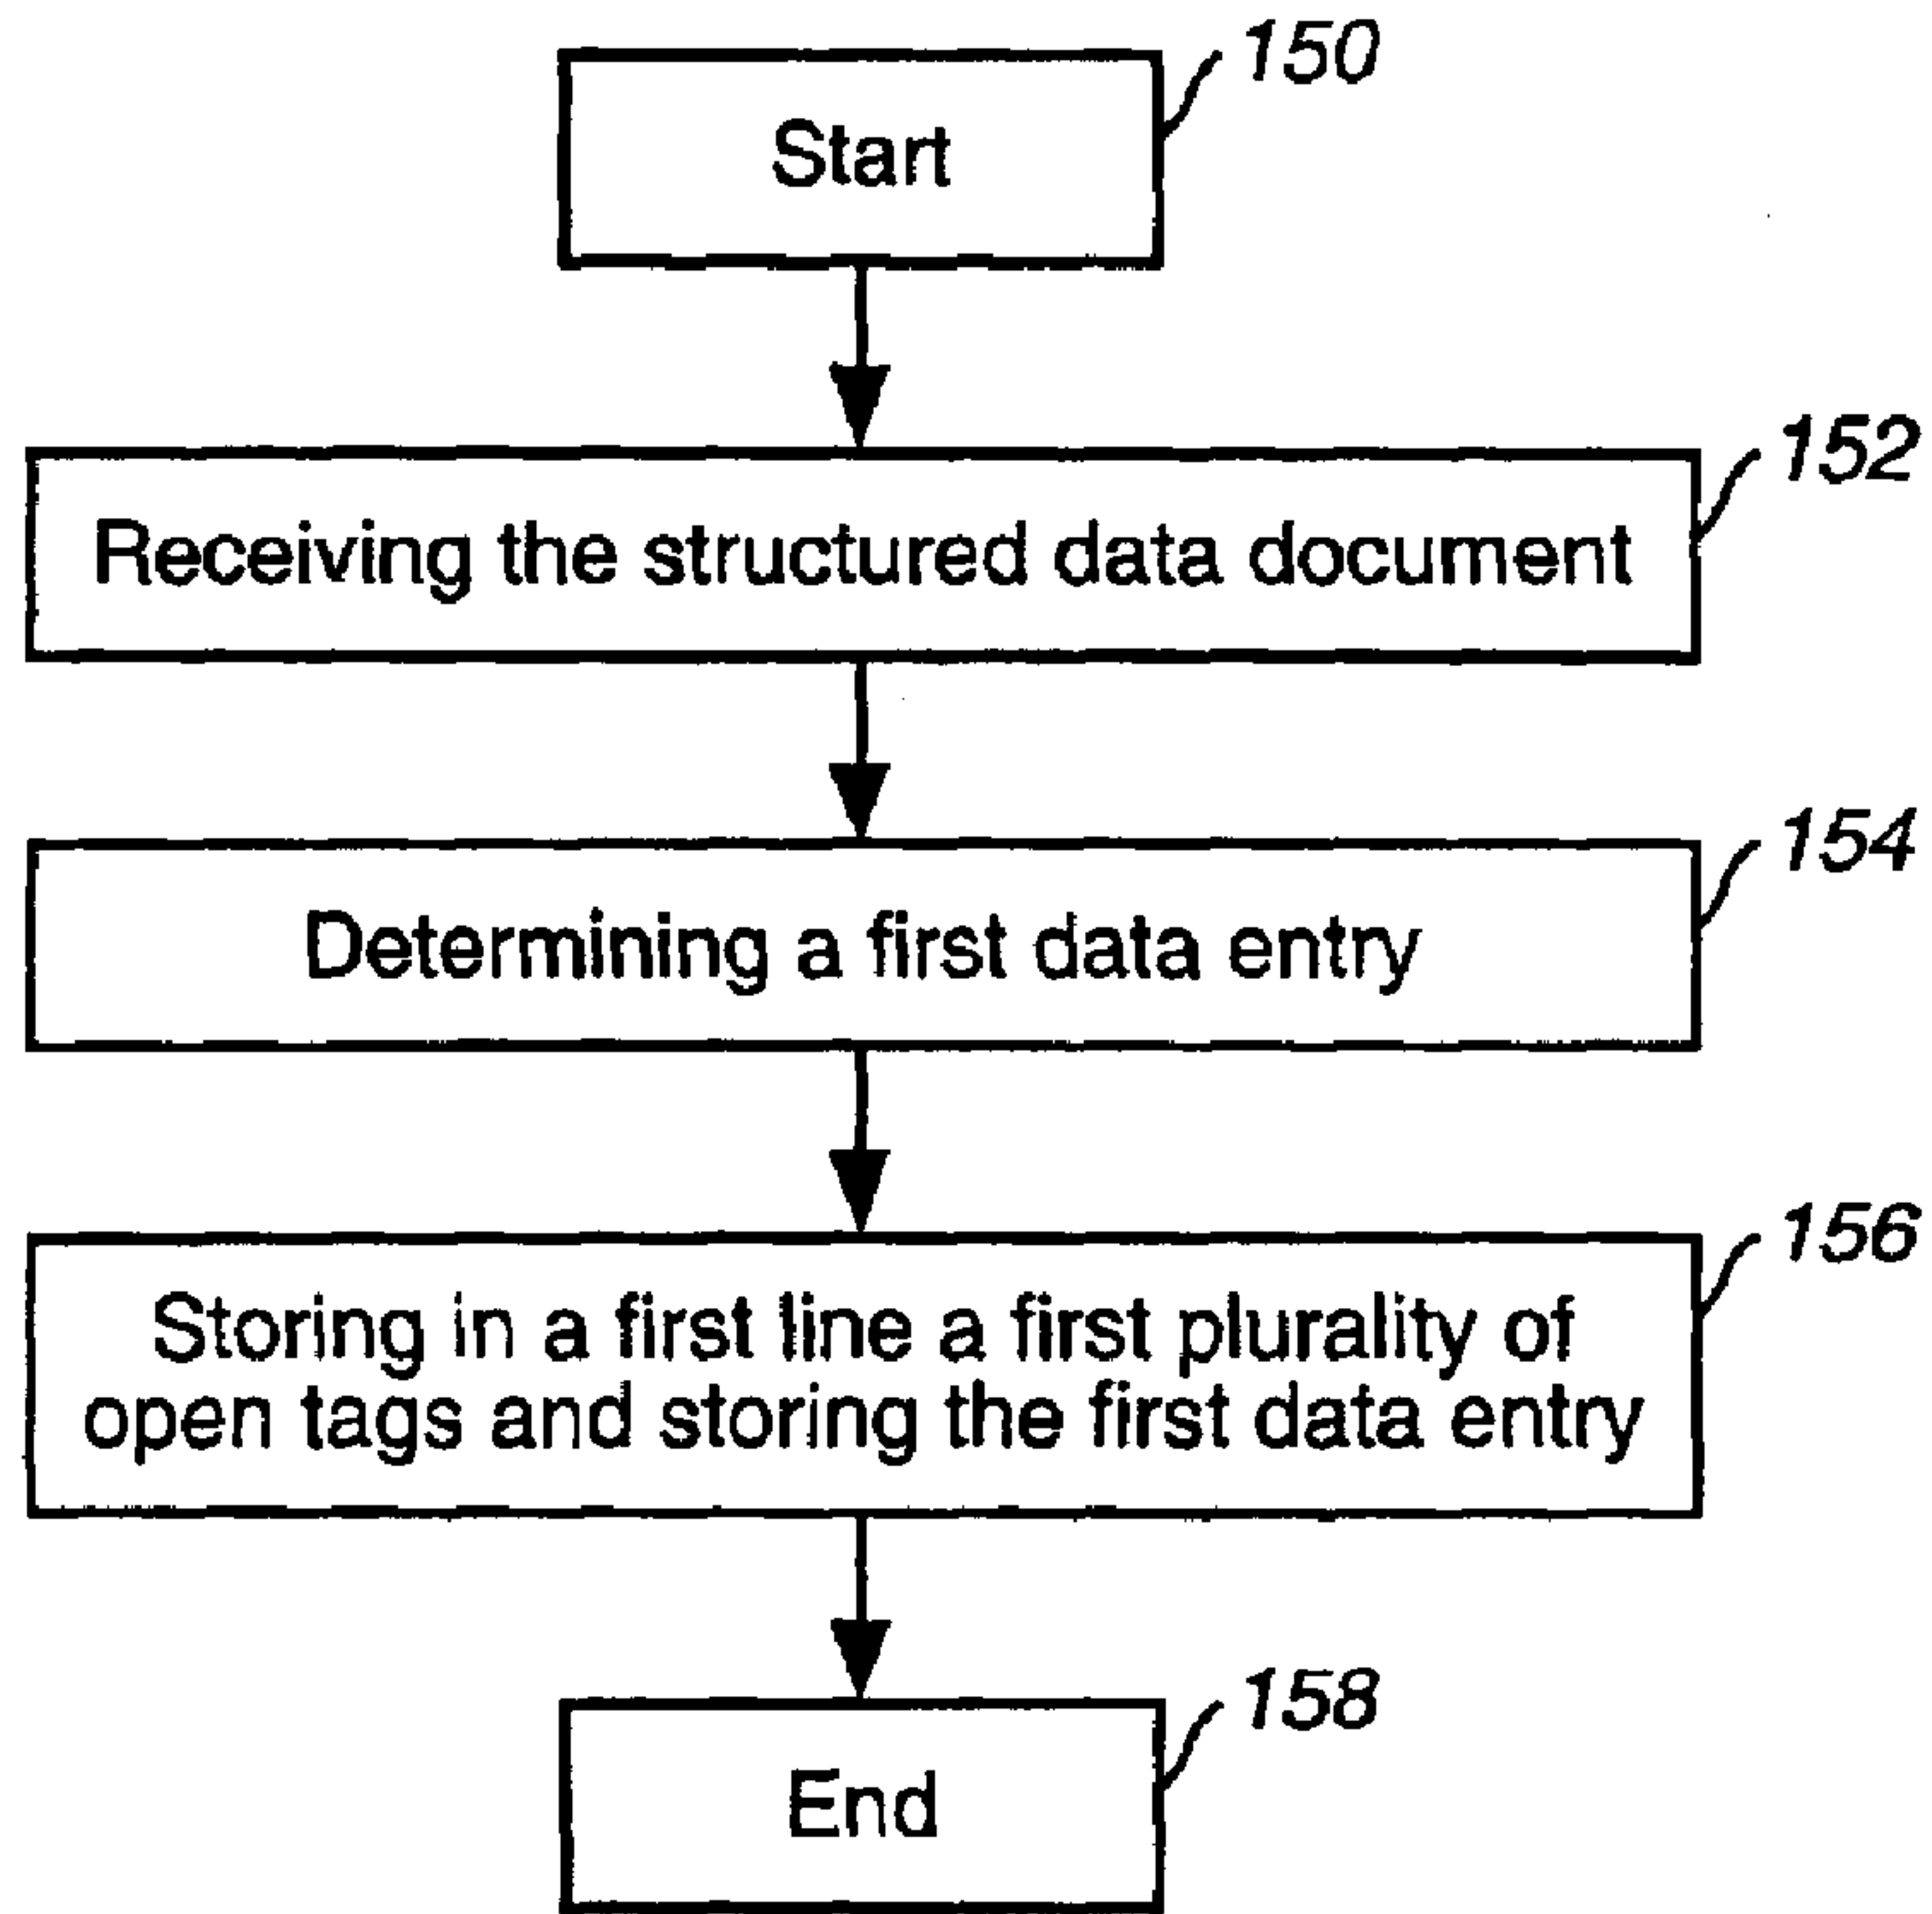 150
Start
152
Receiving the structured data document
154
Determining a first data entry
156
Storing in a first line a first plurality of
open tags and storing the first data entry
158
End